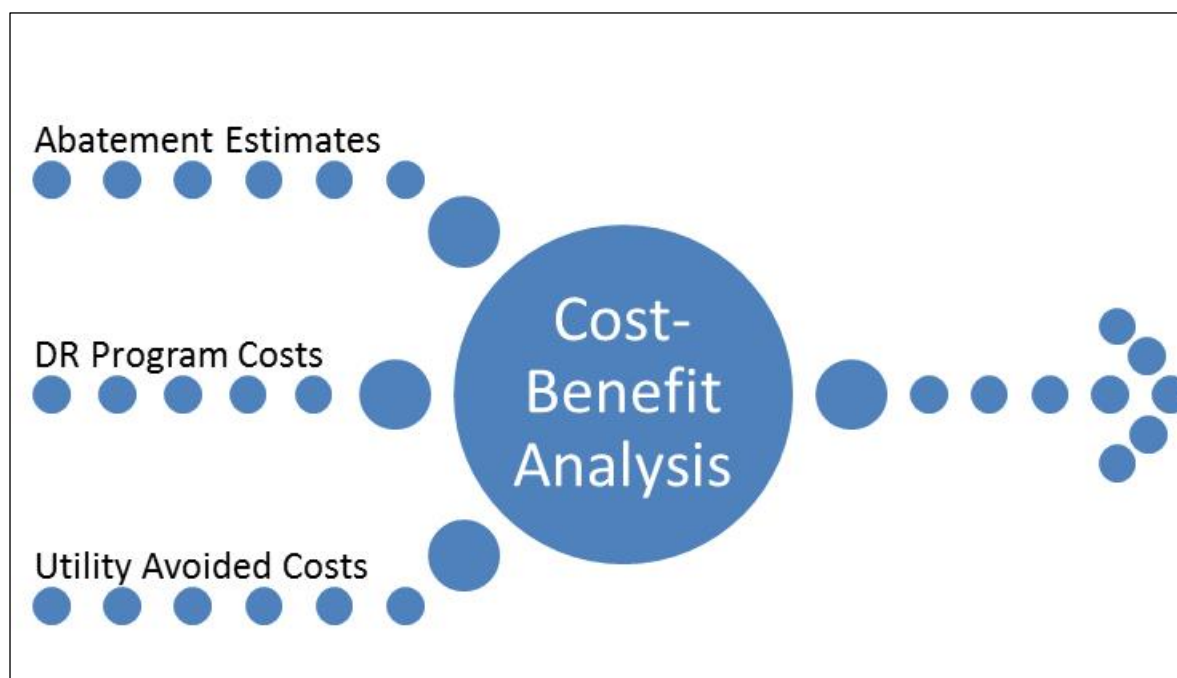 Abatement Estimates
DR Program Costs
Utility Avoided Costs
Cost-
Benefit
Analysis